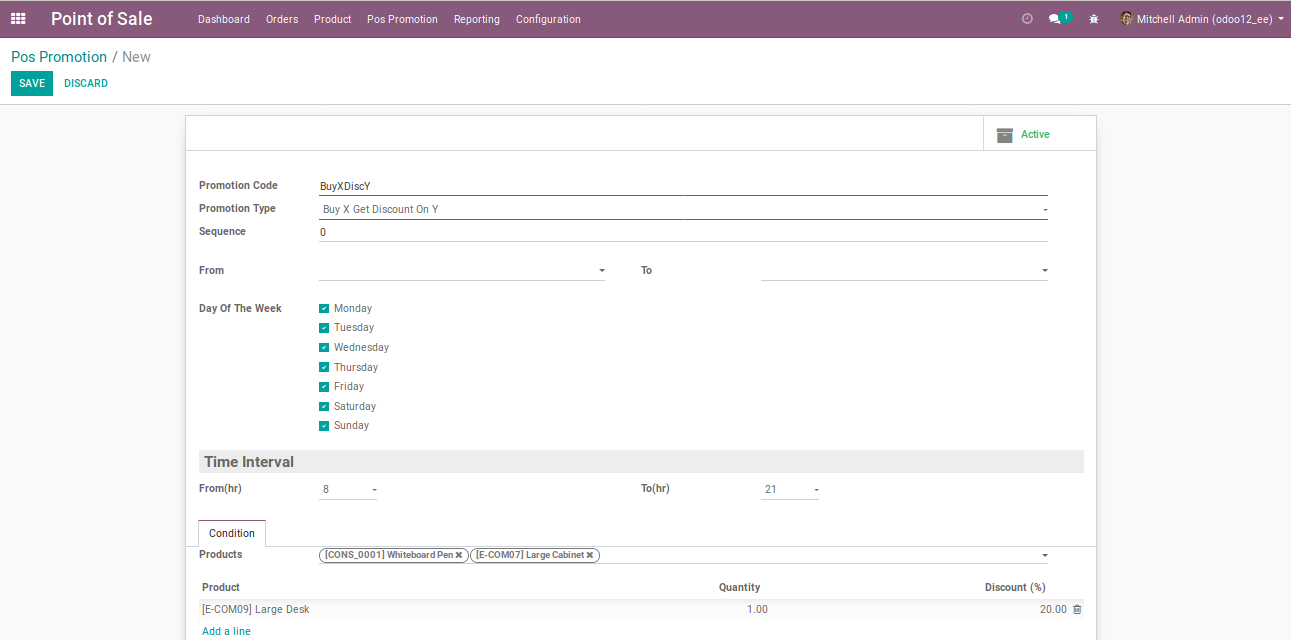 Point of Sale Dashboard Orders Product Pos Promotion Reporting Configuration 1 Mitchell Admin (odoo12_ee)
Pos Promotion / New
SAVE DISCARD
Active
Promotion Code BuyXDiscY
Promotion Type Buy X Get Discount On Y
Sequence 0
From To
Day Of The Week Monday
Tuesday
Wednesday
Thursday
Friday
Saturday
Sunday
Time Interval
From(hr) 8 To(hr) 21
Condition
Products [CONS_0001] Whiteboard Pen [E-COM07] Large Cabinet
Product Quantity Discount (%)
[E-COM09] Large Desk 1.00 20.00
Add a line